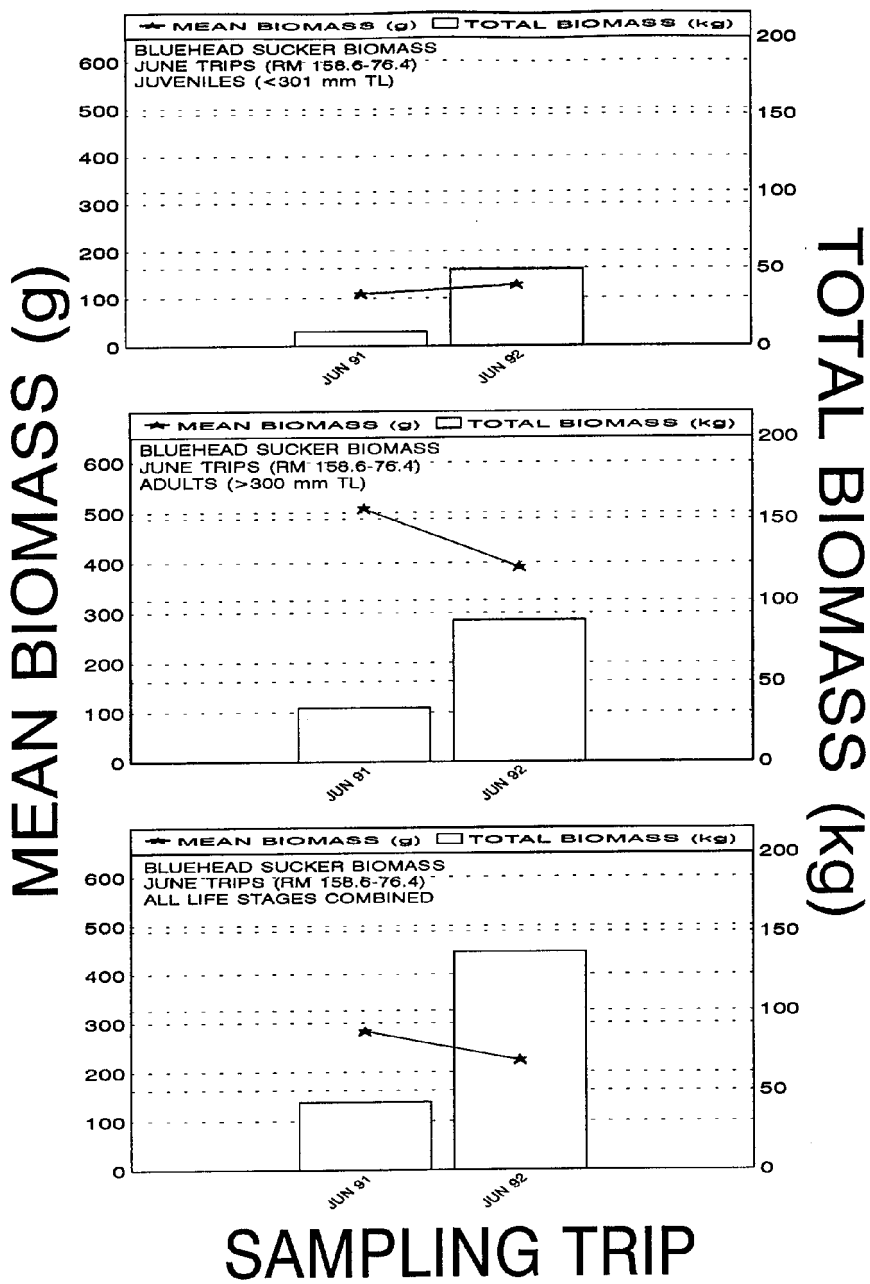 MEAN BIOMASS (g) TOTAL BIOMASS (kg)
BLUEHEAD SUCKER BIOMASS
JUNE TRIPS (RM 158.6-76.4)
JUVENILES (<301 mm TL)
600
500
400
300
200
100
0
200
150
100
50
0
JUN 91
JUN 92
MEAN BIOMASS (g) TOTAL BIOMASS (kg)
BLUEHEAD SUCKER BIOMASS
JUNE TRIPS (RM 158.6-76.4)
ADULTS (>300 mm TL)
600
500
400
300
200
100
0
200
150
100
50
0
JUN 91
JUN 92
MEAN BIOMASS (g) TOTAL BIOMASS (kg)
BLUEHEAD SUCKER BIOMASS
JUNE TRIPS (RM 158.6-76.4)
ALL LIFE STAGES COMBINED
600
500
400
300
200
100
0
200
150
100
50
0
JUN 91
JUN 92
MEAN BIOMASS (g)
TOTAL BIOMASS (kg)
SAMPLING TRIP